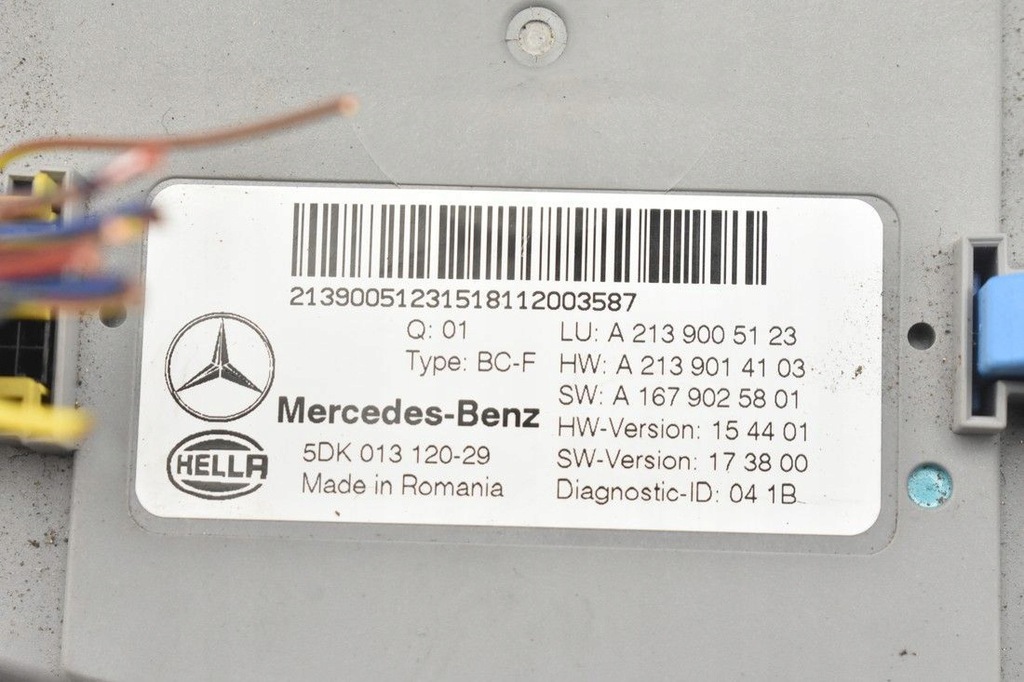 213900512315181120035​87
Q: 01
Type: BC-F
Mercedes-Benz
HELLA
5DK 013 120-29
Made in Romania
LU: A 213 900 51 23
HW: A 213 901 41 03
SW: A 167 902 58 01
HW-Version: 15 44 01
SW-Version: 17 38 00
Diagnostic-ID: 04 1B